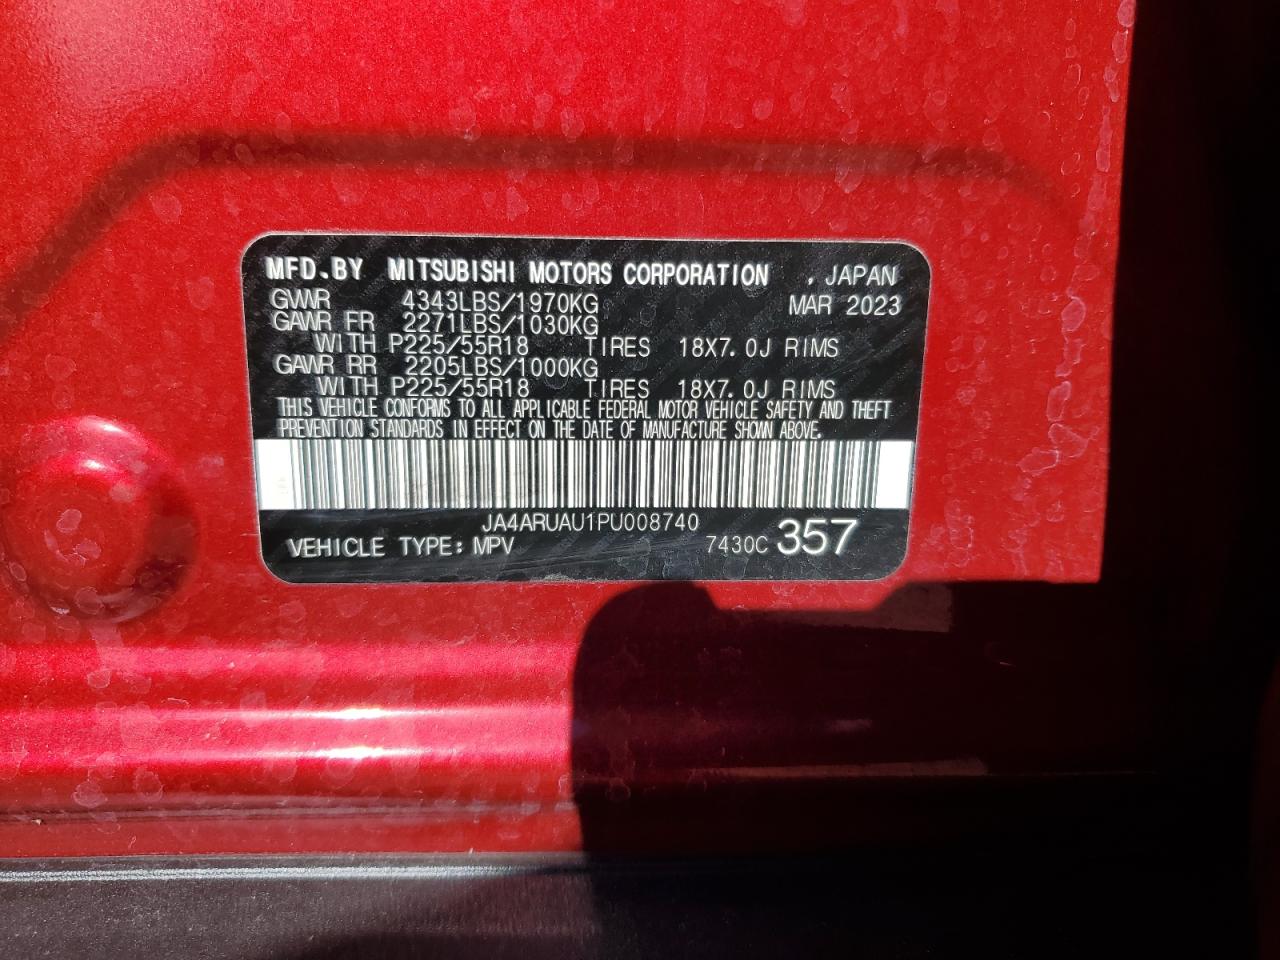 MFD.BY MITSUBISHI MOTORS CORPORATION , JAPAN
GVWR 4343LBS/1970KG MAR 2023
GAWR FR 2271LBS/1030KG
WITH P225/55R18 TIRES 18X7.0J RIMS
GAWR RR 2205LBS/1000KG
WITH P225/55R18 TIRES 18X7.0J RIMS
THIS VEHICLE CONFORMS TO ALL APPLICABLE FEDERAL MOTOR VEHICLE SAFETY AND THEFT
PREVENTION STANDARDS IN EFFECT ON THE DATE OF MANUFACTURE SHOWN ABOVE.
JA4ARUAU1PU008740
VEHICLE TYPE: MPV 7430C 357